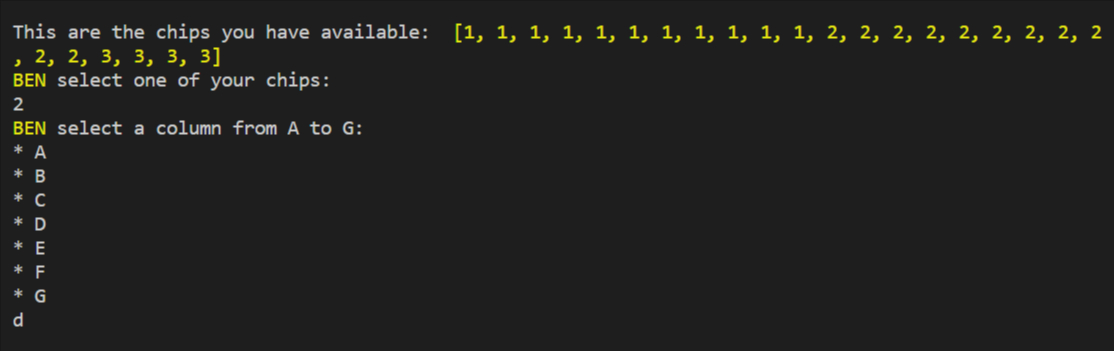 This are the chips you have available:  [1, 1, 1, 1, 1, 1, 1, 1, 1, 1, 1, 2, 2, 2, 2, 2, 2, 2, 2, 2
, 2, 2, 3, 3, 3, 3]
BEN select one of your chips:
2
BEN select a column from A to G:
* A
* B
* C
* D
* E
* F
* G
d